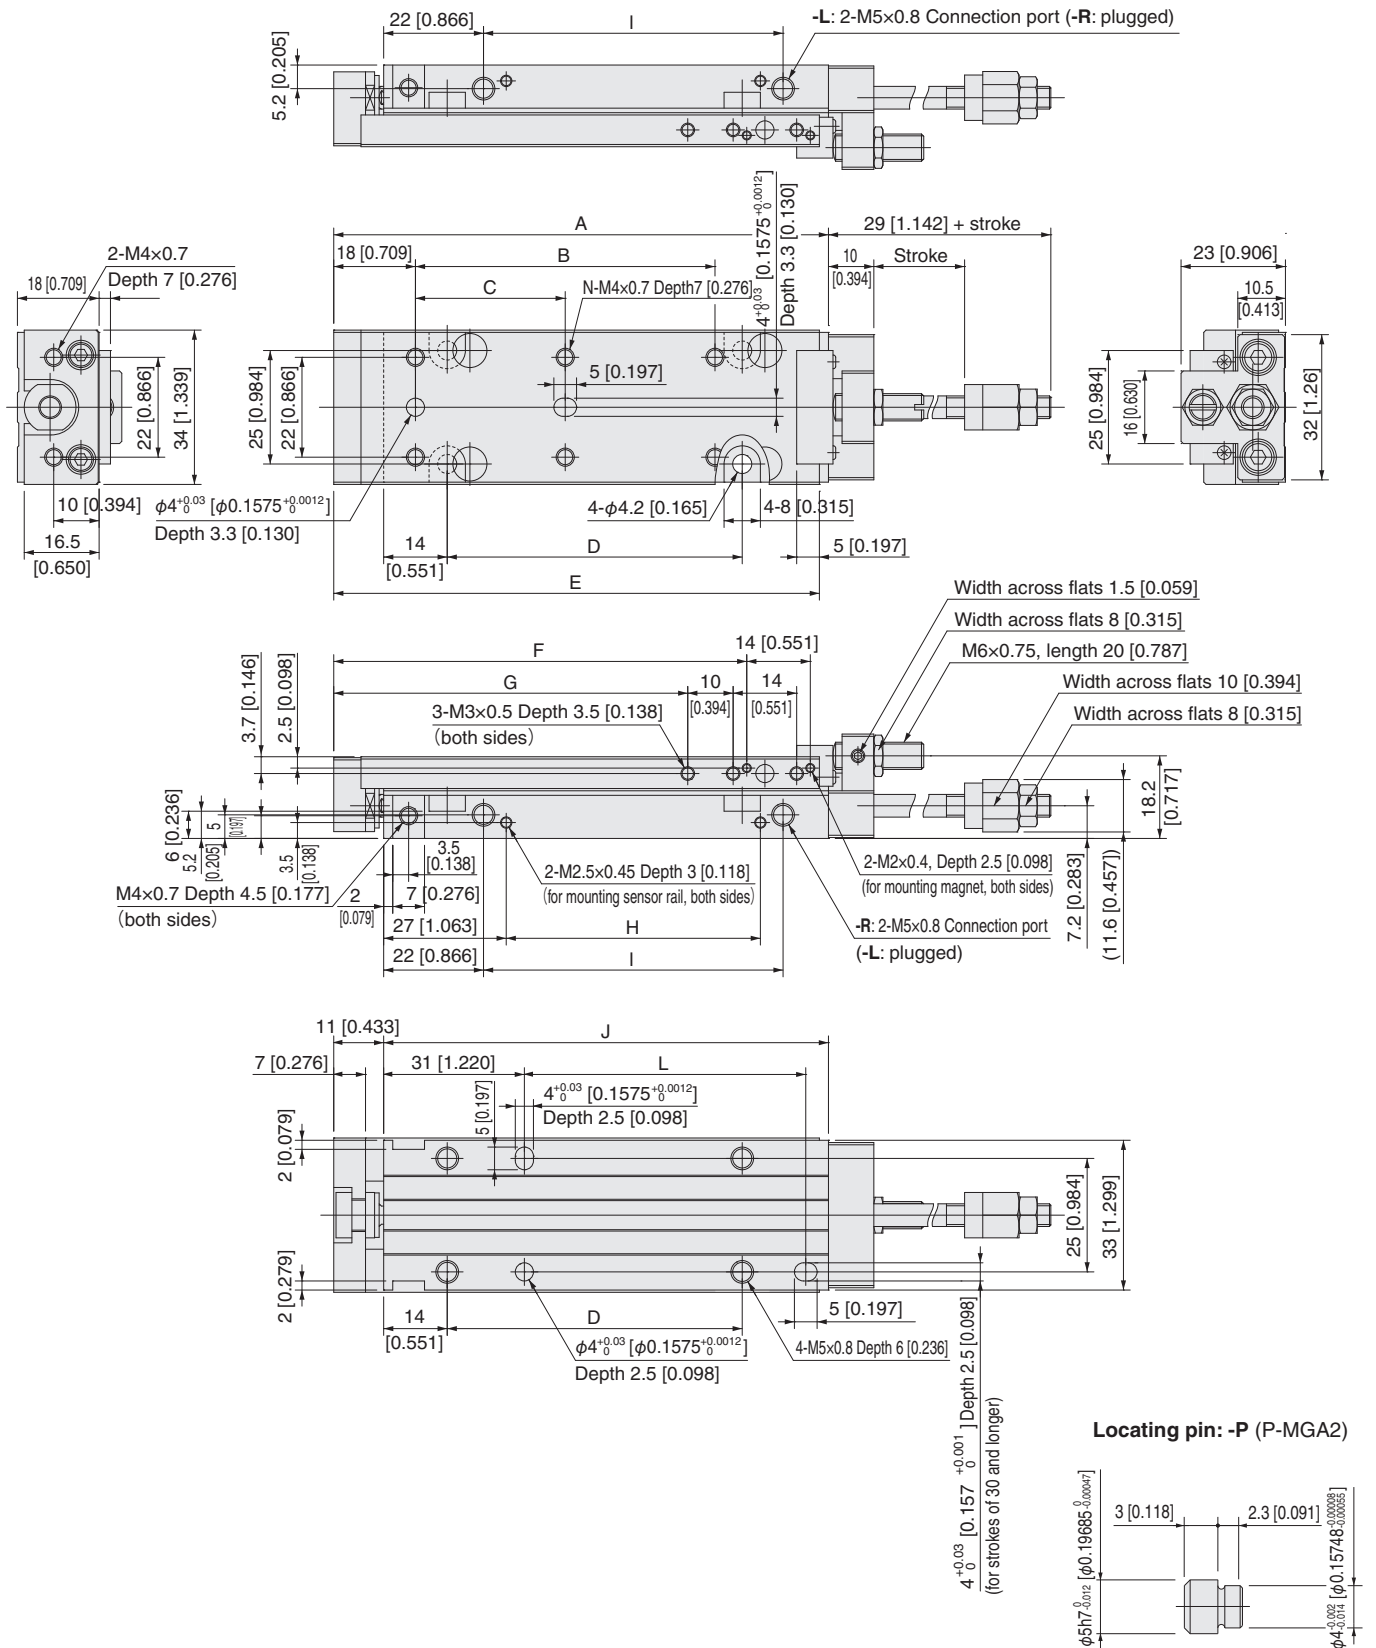 22 [0.866]
I
-L: 2-M5×0.8 Connection port (-R: plugged)
5.2 [0.205]
A
29 [1.142] + stroke
18 [0.709]
B
10
[0.394]
Stroke
C
N-M4×0.7 Depth7 [0.276]
4 +0.03 0 [0.1575 +0.0012 0]
Depth 3.3 [0.130]
2-M4×0.7
Depth 7 [0.276]
18 [0.709]
23 [0.906]
10.5
[0.413]
22 [0.866]
34 [1.339]
25 [0.984]
22 [0.866]
5 [0.197]
25 [0.984]
16 [0.630]
32 [1.26]
10 [0.394]
16.5
[0.650]
φ4 +0.03 0 [φ0.1575 +0.0012 0]
Depth 3.3 [0.130]
4-φ4.2 [0.165]
4-8 [0.315]
14
[0.551]
D
5 [0.197]
E
Width across flats 1.5 [0.059]
Width across flats 8 [0.315]
M6×0.75, length 20 [0.787]
Width across flats 10 [0.394]
Width across flats 8 [0.315]
F
14 [0.551]
G
10
[0.394]
14
[0.551]
3.7 [0.146]
2.5 [0.098]
3-M3×0.5 Depth 3.5 [0.138]
(both sides)
6 [0.236]
5.2
[0.205]
5
[0.197]
3.5
[0.138]
18.2
[0.717]
7.2 [0.283]
(11.6 [0.457])
3.5
[0.138]
M4×0.7 Depth 4.5 [0.177]
(both sides)
2
[0.079]
7 [0.276]
2-M2.5×0.45 Depth 3 [0.118]
(for mounting sensor rail, both sides)
2-M2×0.4, Depth 2.5 [0.098]
(for mounting magnet, both sides)
27 [1.063]
H
-R: 2-M5×0.8 Connection port
(-L: plugged)
22 [0.866]
I
11 [0.433]
J
7 [0.276]
31 [1.220]
L
5 [0.197]
4 +0.03 0 [0.1575 +0.0012 0]
Depth 2.5 [0.098]
2 [0.079]
25 [0.984]
33 [1.299]
2 [0.279]
14
[0.551]
D
φ4 +0.03 0 [φ0.1575 +0.0012 0]
Depth 2.5 [0.098]
4-M5×0.8 Depth 6 [0.236]
5 [0.197]
4 +0.03 0 [0.157 +0.001 0] Depth 2.5 [0.098]
(for strokes of 30 and longer)
Locating pin: -P (P-MGA2)
3 [0.118]
2.3 [0.091]
φ5h7 0 -0.012 [φ0.19685 0 -0.00047]
φ4 -0.002 -0.014 [φ0.15748 -0.00008 -0.00055]